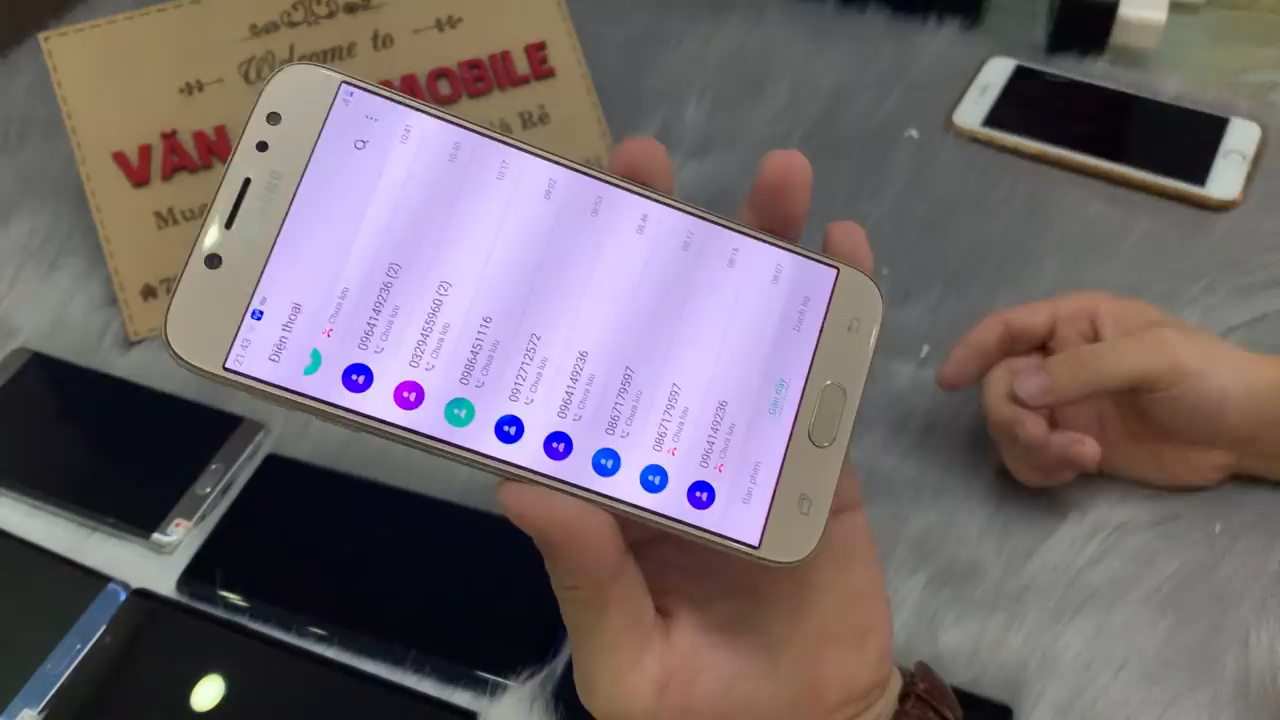 Welcome to
VĂN MOBILE
Rẻ
21:43
Điện thoại
Chưa lưu
10:41
0964149236 (2)
Chưa lưu
10:40
0329455960 (2)
Chưa lưu
10:17
0986451116
Chưa lưu
09:02
0912712572
Chưa lưu
08:53
0964149236
Chưa lưu
08:46
0867179597
Chưa lưu
08:17
0867179597
Chưa lưu
08:16
0964149236
Chưa lưu
08:07
Bàn phím
Gần đây
Danh bạ